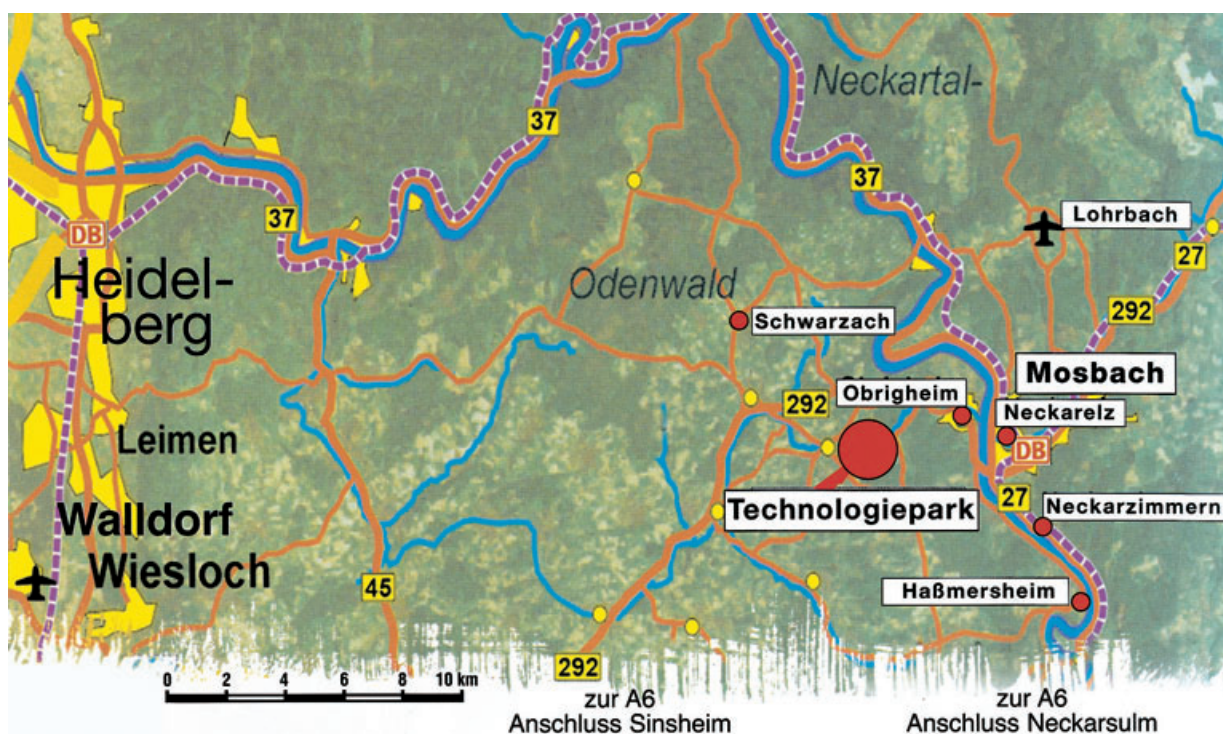 Neckartal-
37
37
37
Lohrbach
DB
27
Heidel-
berg
Odenwald
292
Schwarzach
Mosbach
292
Obrigheim
Neckarelz
Leimen
DB
Technologiepark
27
Neckarzimmern
Walldorf
Wiesloch
45
Haßmersheim
292
0 2 4 6 8 10 km
zur A6
Anschluss Sinsheim
zur A6
Anschluss Neckarsulm